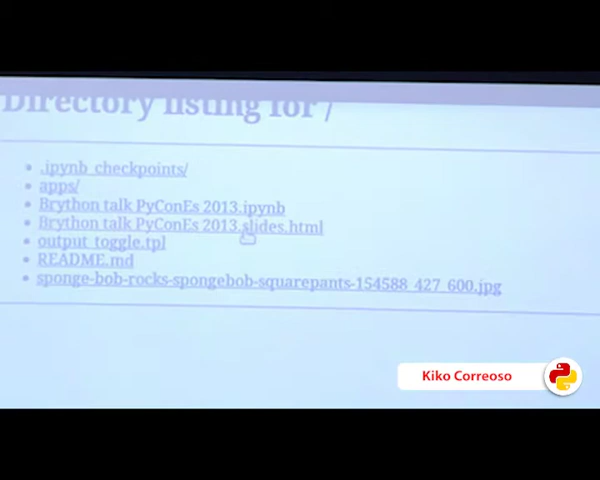 Directory listing for /
.ipynb_checkpoints/
apps/
Brython talk PyConEs 2013.ipynb
Brython talk PyConEs 2013.slides.html
output_toggle.tpl
README.md
sponge-bob-rocks-spongebob-squarepants-154588_427_600.jpg
Kiko Correoso